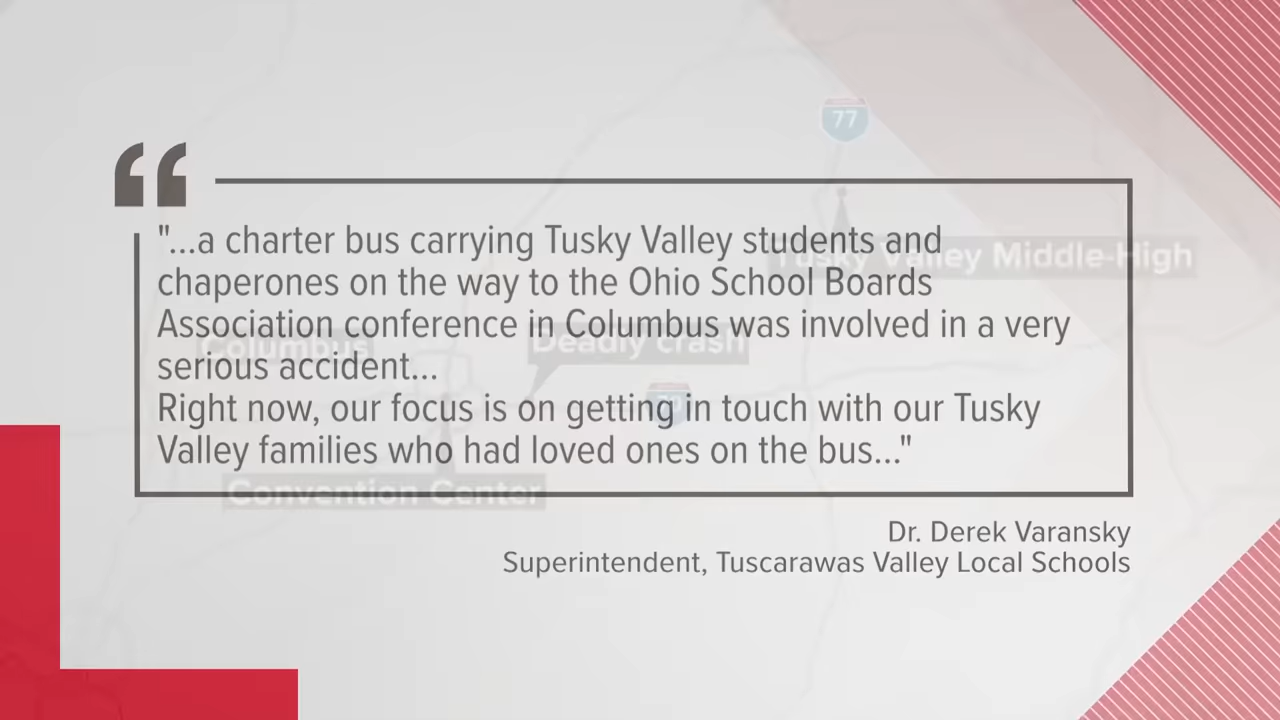 77
"...a charter bus carrying Tusky Valley students and
Tusky Valley Middle-High
chaperones on the way to the Ohio School Boards
Association conference in Columbus was involved in a very
Columbus
Deadly crash
serious accident...
Right now, our focus is on getting in touch with our Tusky
Valley families who had loved ones on the bus..."
Convention Center
Dr. Derek Varansky
Superintendent, Tuscarawas Valley Local Schools